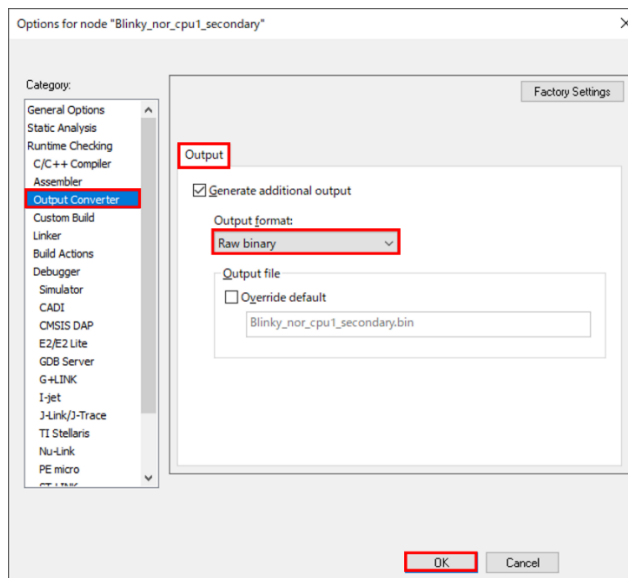 Options for node "Blinky_nor_cpu1_secondary"
Category:
Factory Settings
General Options
Static Analysis
Runtime Checking
C/C++ Compiler
Assembler
Output Converter
Custom Build
Linker
Build Actions
Debugger
Simulator
CADI
CMSIS DAP
E2/E2 Lite
GDB Server
G+LINK
I-jet
J-Link/J-Trace
TI Stellaris
Nu-Link
PE micro
ST-LINK
Output
Generate additional output
Output format:
Raw binary
Output file
Override default
Blinky_nor_cpu1_secondary.bin
OK
Cancel